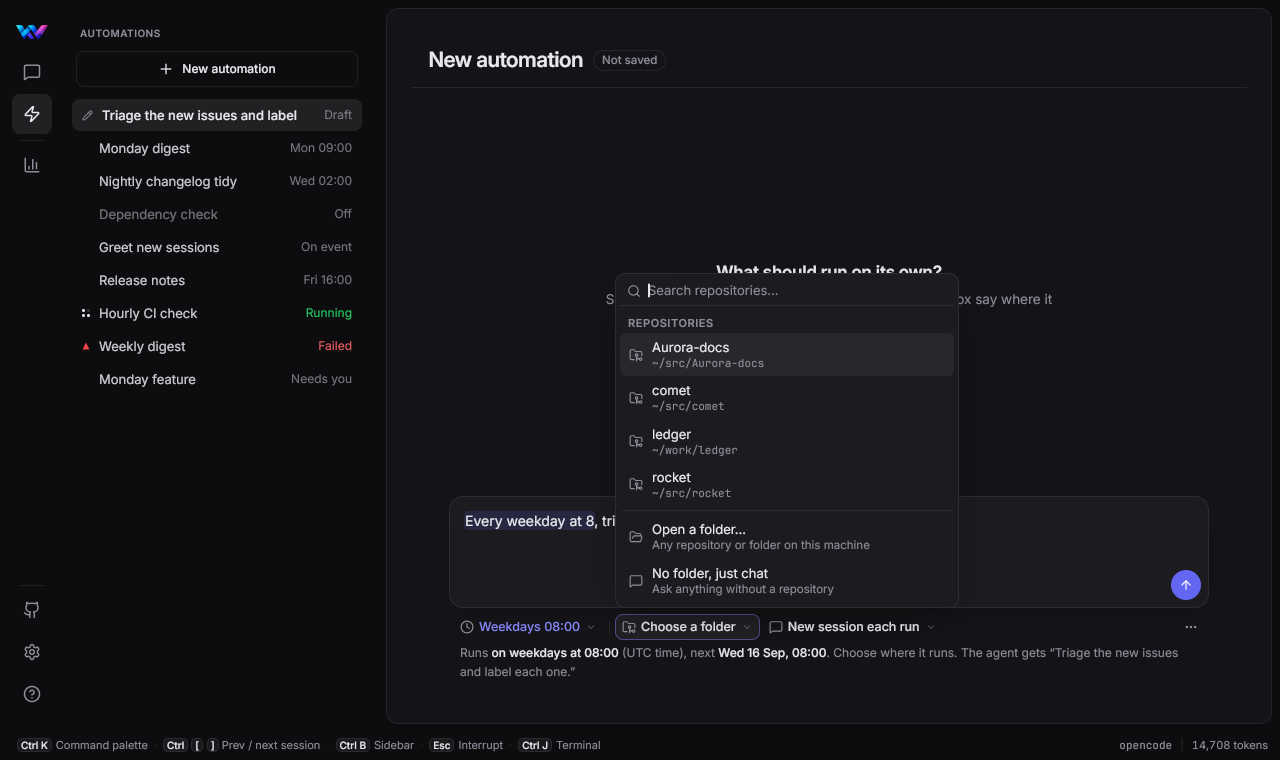 AUTOMATIONS
New automation
Triage the new issues and label Draft
Monday digest Mon 09:00
Nightly changelog tidy Wed 02:00
Dependency check Off
Greet new sessions On event
Release notes Fri 16:00
Hourly CI check Running
Weekly digest Failed
Monday feature Needs you
New automation Not saved
What should run on its own?
Search repositories...
REPOSITORIES
Aurora-docs
~/src/Aurora-docs
comet
~/src/comet
ledger
~/work/ledger
rocket
~/src/rocket
Open a folder...
Any repository or folder on this machine
No folder, just chat
Ask anything without a repository
say where it
Every weekday at 8,
Weekdays 08:00 Choose a folder New session each run
Runs on weekdays at 08:00 (UTC time), next Wed 16 Sep, 08:00. Choose where it runs. The agent gets “Triage the new issues
and label each one.”
Ctrl K Command palette · Ctrl [ ] Prev / next session · Ctrl B Sidebar · Esc Interrupt · Ctrl J Terminal
opencode 14,708 tokens